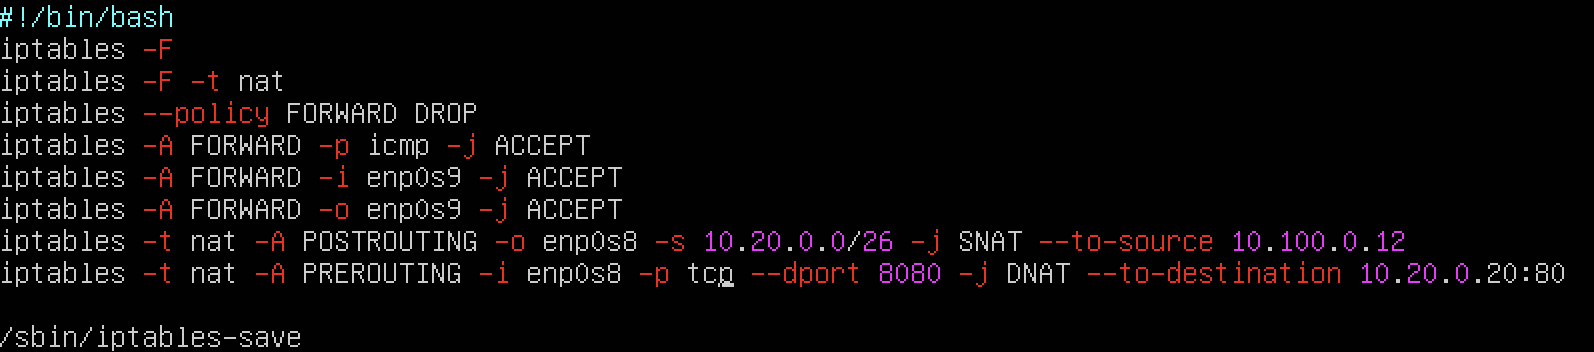 #!/bin/bash
iptables -F
iptables -F -t nat
iptables --policy FORWARD DROP
iptables -A FORWARD -p icmp -j ACCEPT
iptables -A FORWARD -i enp0s9 -j ACCEPT
iptables -A FORWARD -o enp0s9 -j ACCEPT
iptables -t nat -A POSTROUTING -o enp0s8 -s 10.20.0.0/26 -j SNAT --to-source 10.100.0.12
iptables -t nat -A PREROUTING -i enp0s8 -p tcp --dport 8080 -j DNAT --to-destination 10.20.0.20:80
/sbin/iptables-save